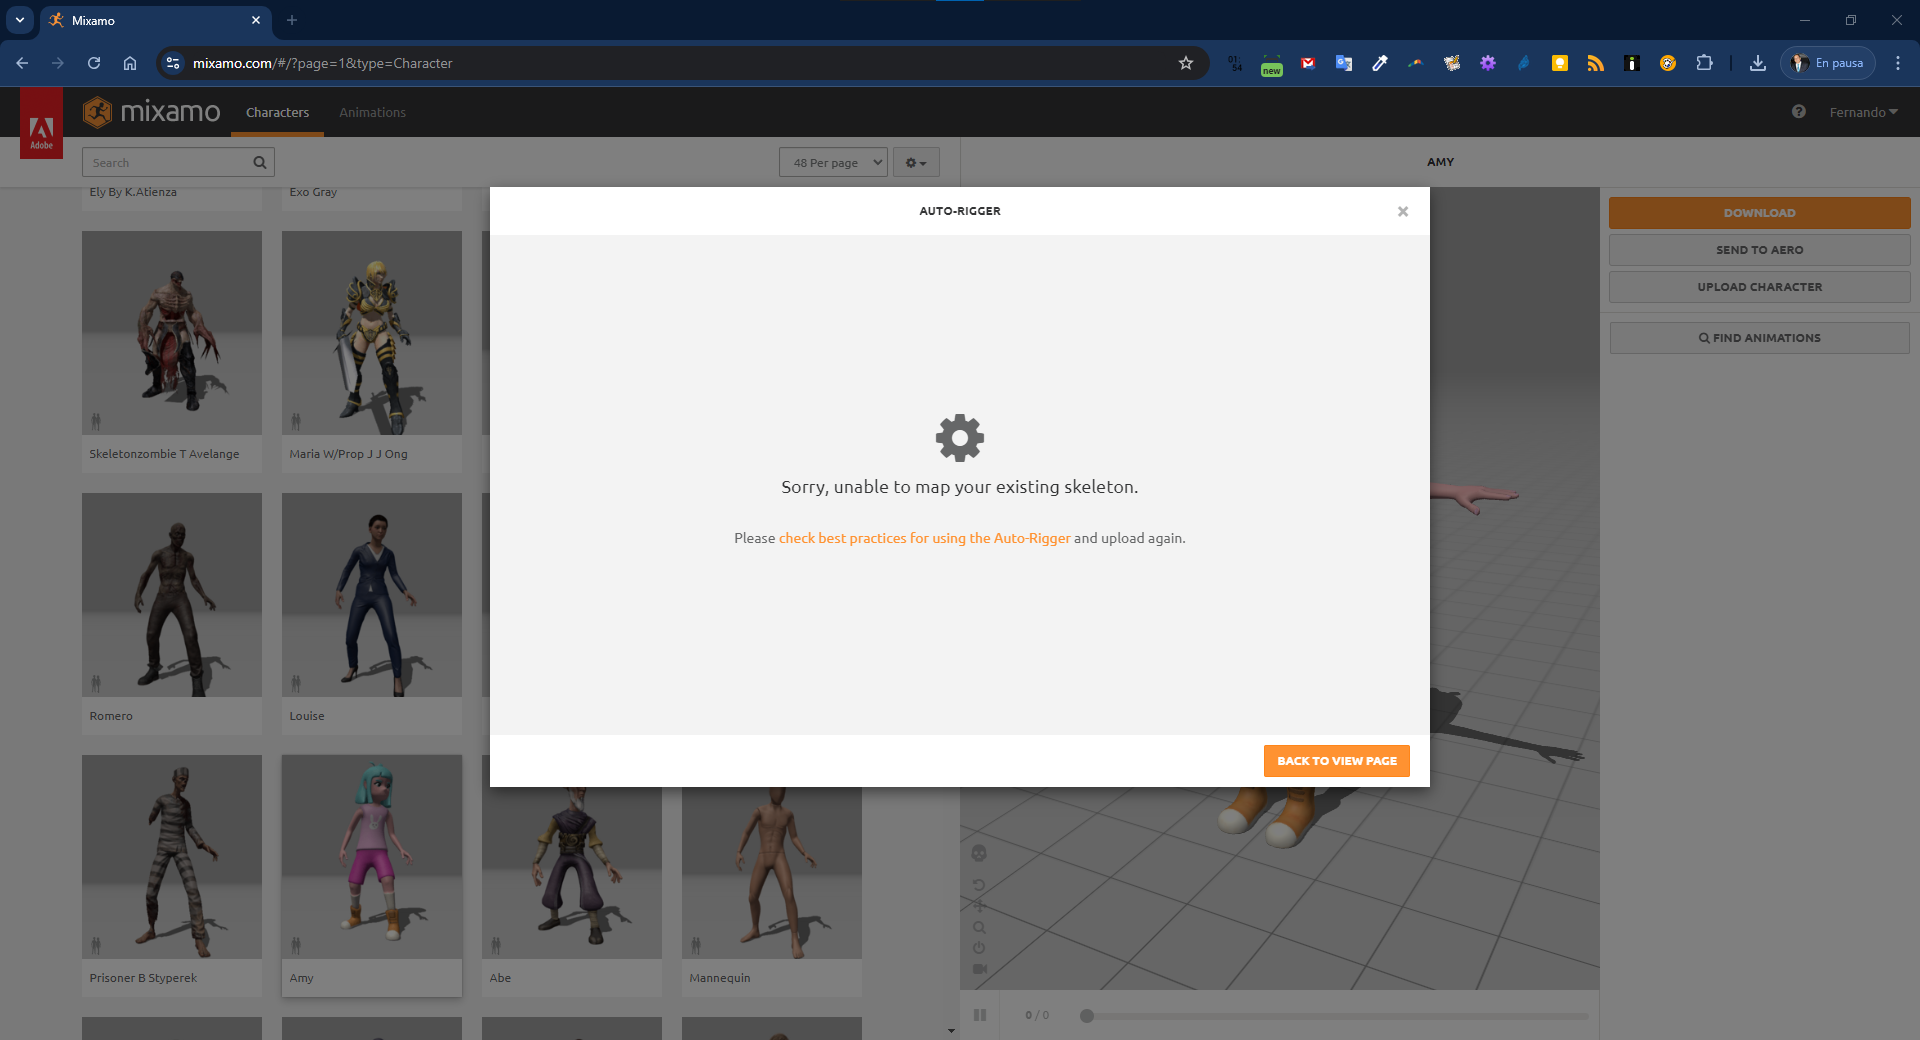 Mixamo
mixamo.com/#/?page=1&type=Character
01:
54
new
En pausa
Adobe
mixamo
Characters
Animations
Fernando
Search
48 Per page
AMY
Ely By K.Atienza
Exo Gray
AUTO-RIGGER
DOWNLOAD
SEND TO AERO
UPLOAD CHARACTER
FIND ANIMATIONS
Skeletonzombie T Avelange
Maria W/Prop J J Ong
Sorry, unable to map your existing skeleton.
Please check best practices for using the Auto-Rigger and upload again.
Romero
Louise
BACK TO VIEW PAGE
Prisoner B Styperek
Amy
Abe
Mannequin
0 / 0